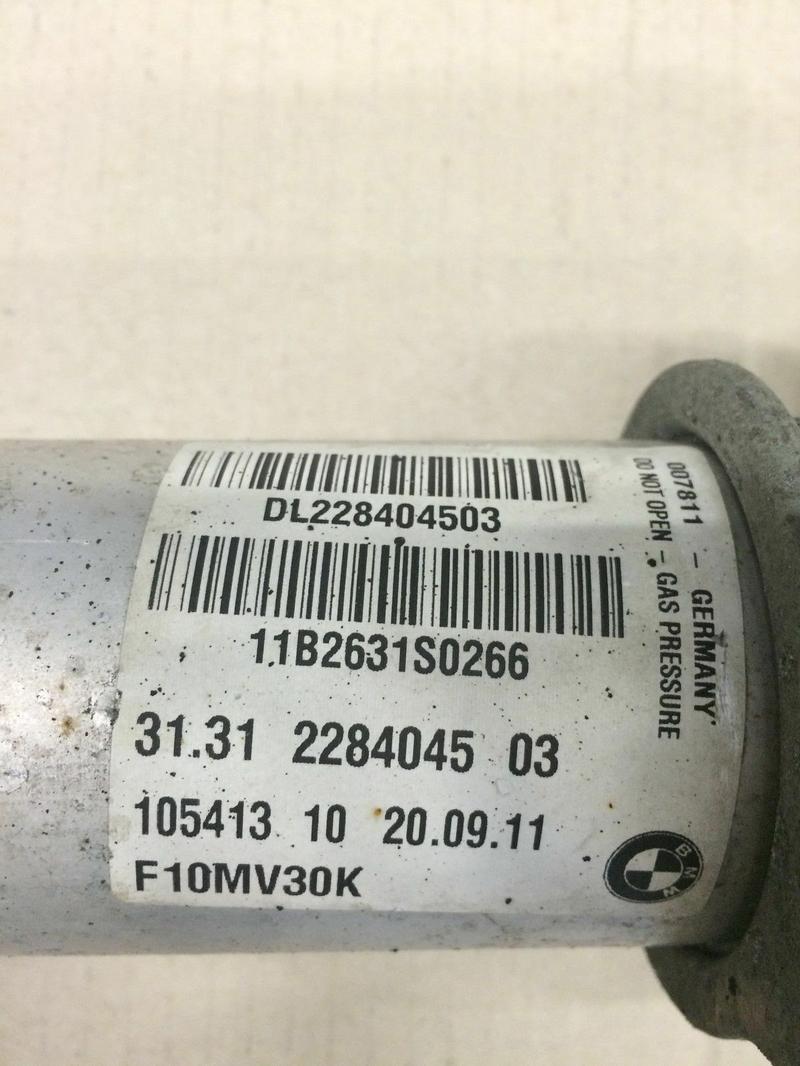 DL228404503
11B2631S0266
31.31 2284045 03
105413 10 20.09.11
F10MV30K
007811 - GERMANY
DO NOT OPEN - GAS PRESSURE
BMW